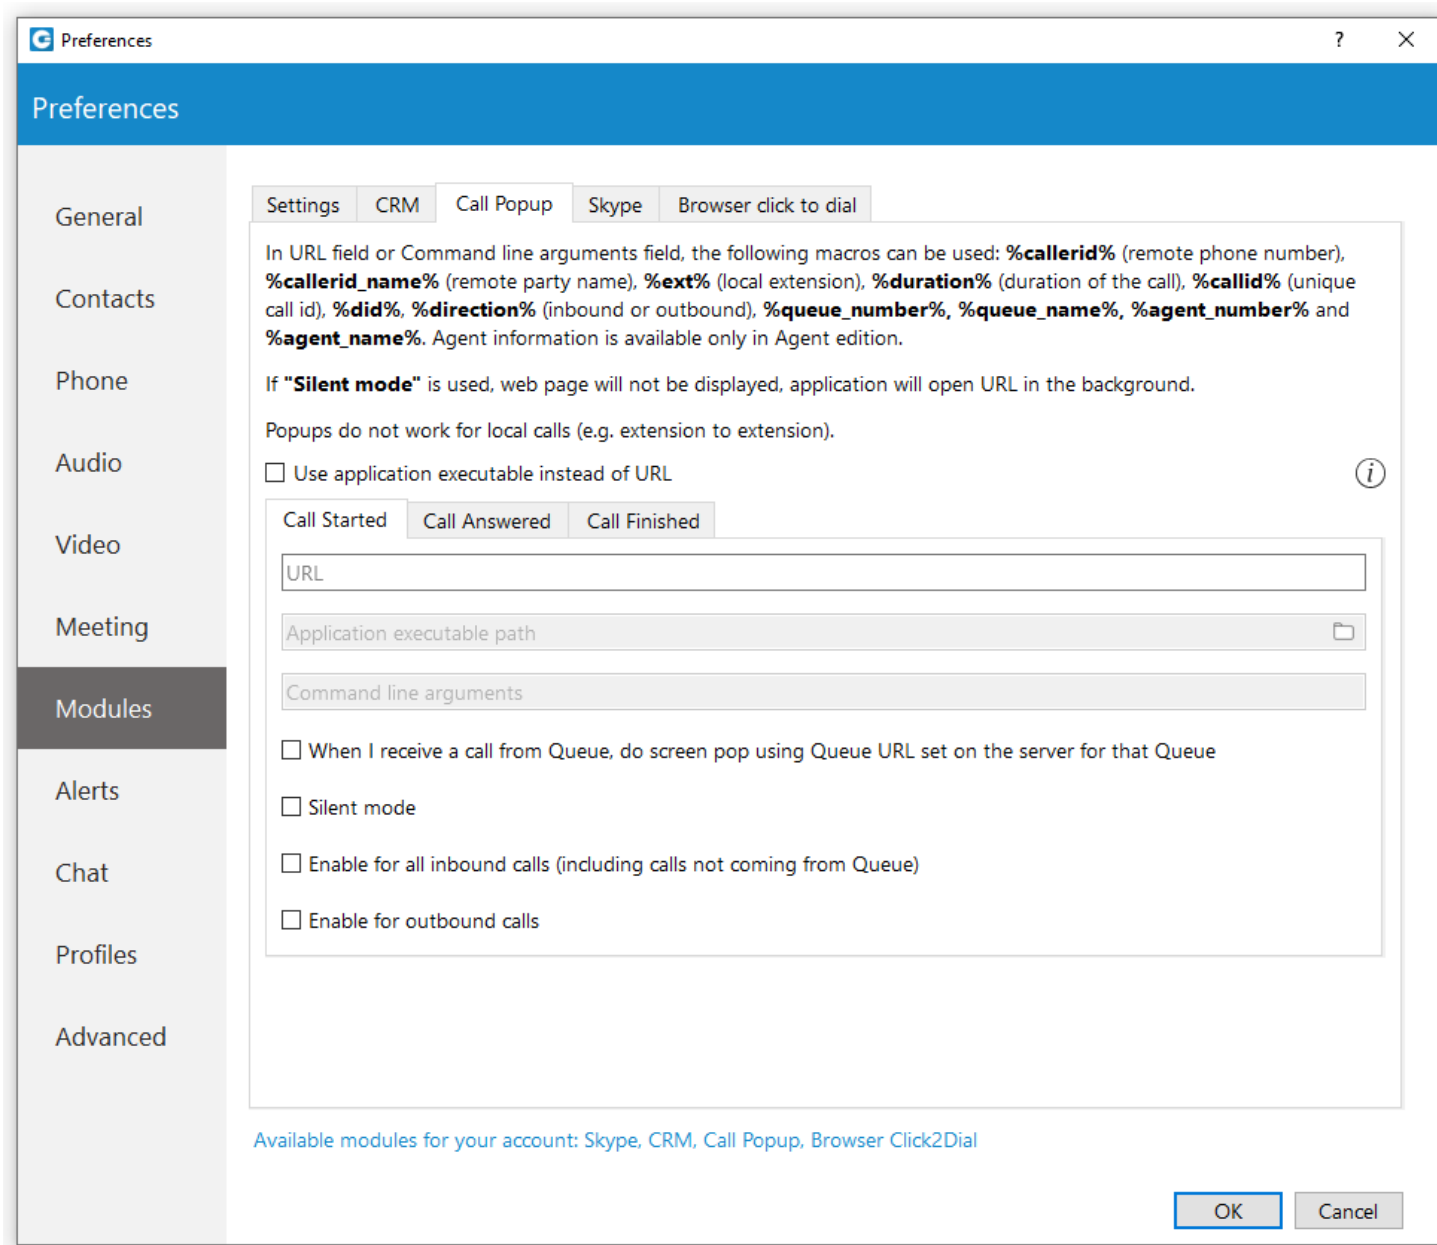 Preferences
?
Preferences
General
Contacts
Phone
Audio
Video
Meeting
Modules
Alerts
Chat
Profiles
Advanced
Settings CRM Call Popup Skype Browser click to dial
In URL field or Command line arguments field, the following macros can be used: %callerid% (remote phone number),
%callerid_name% (remote party name), %ext% (local extension), %duration% (duration of the call), %callid% (unique
call id), %did%, %direction% (inbound or outbound), %queue_number%, %queue_name%, %agent_number% and
%agent_name%. Agent information is available only in Agent edition.
If "Silent mode" is used, web page will not be displayed, application will open URL in the background.
Popups do not work for local calls (e.g. extension to extension).
Use application executable instead of URL
i
Call Started Call Answered Call Finished
URL
Application executable path
Command line arguments
When I receive a call from Queue, do screen pop using Queue URL set on the server for that Queue
Silent mode
Enable for all inbound calls (including calls not coming from Queue)
Enable for outbound calls
Available modules for your account: Skype, CRM, Call Popup, Browser Click2Dial
OK Cancel